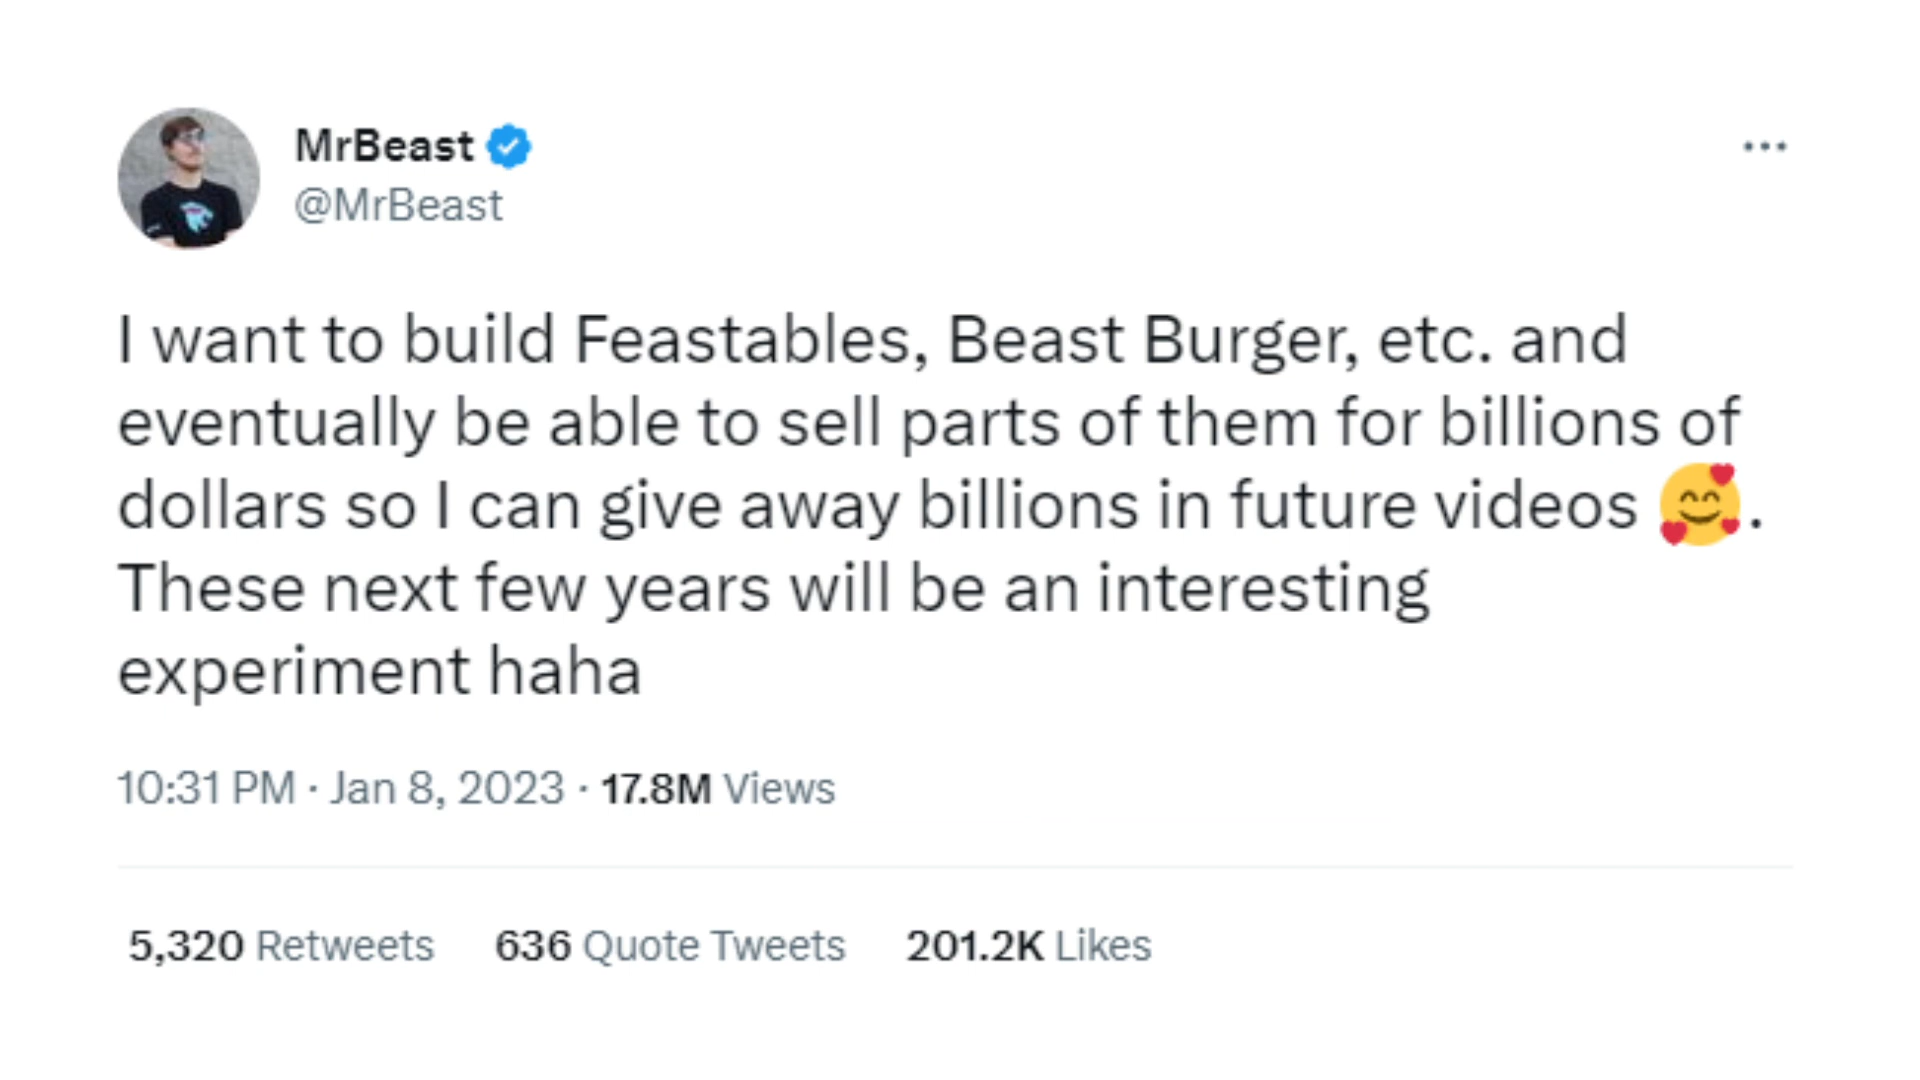 MrBeast
@MrBeast
I want to build Feastables, Beast Burger, etc. and
eventually be able to sell parts of them for billions of
dollars so I can give away billions in future videos 🥰.
These next few years will be an interesting
experiment haha
10:31 PM · Jan 8, 2023 · 17.8M Views
5,320 Retweets 636 Quote Tweets 201.2K Likes